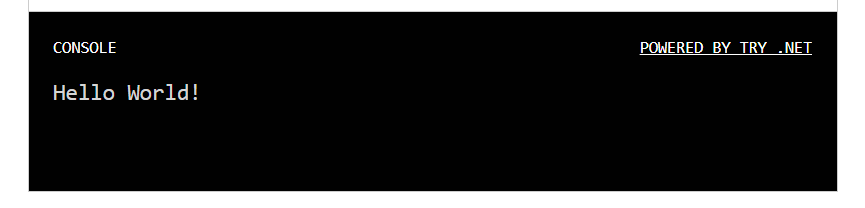 CONSOLE POWERED BY TRY .NET
Hello World!